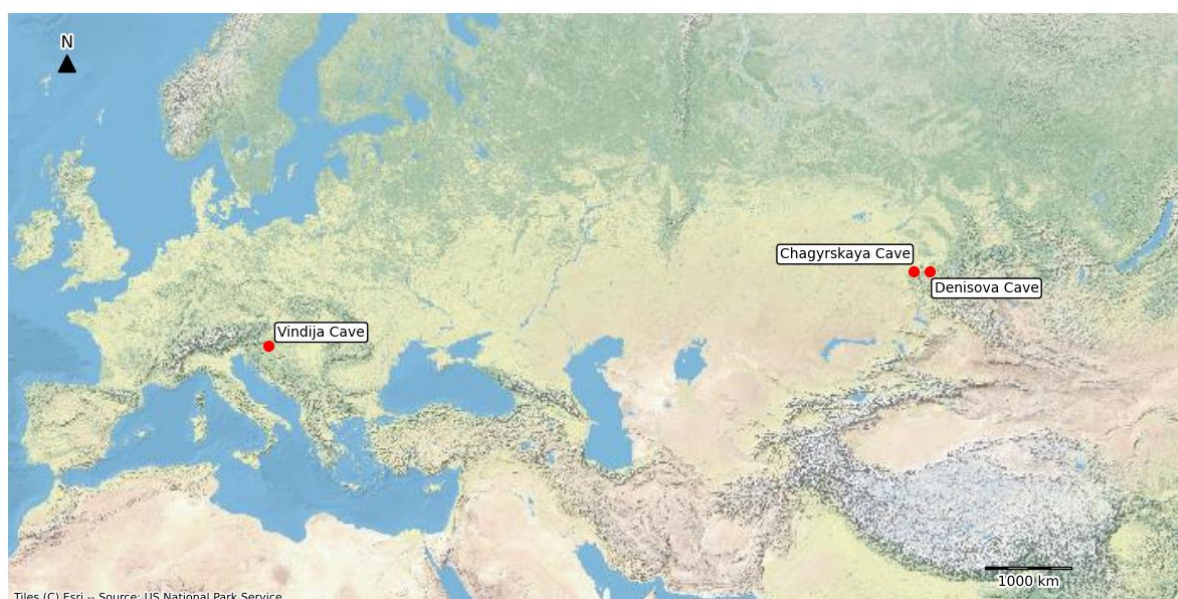 N
Chagyrskaya Cave
Denisova Cave
Vindija Cave
1000 km
Tiles (C) Esri -- Source: US National Park Service